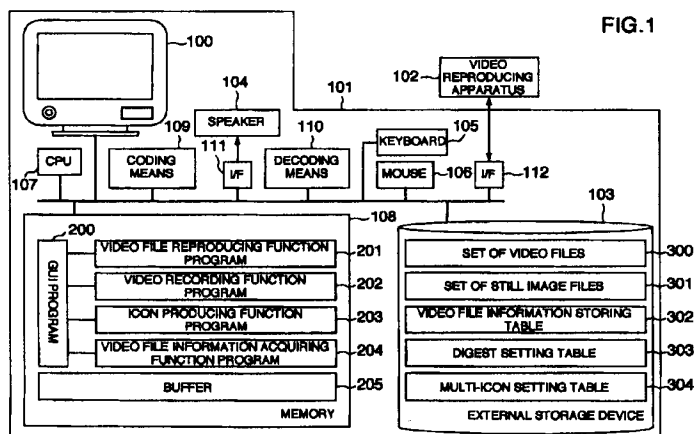 FIG.1
100
101
102
VIDEO
REPRODUCING
APPARATUS
104
SPEAKER
109
CODING
MEANS
111
I/F
110
DECODING
MEANS
105
KEYBOARD
MOUSE
106
I/F
112
CPU
107
108
200
GUI PROGRAM
VIDEO FILE REPRODUCING FUNCTION
PROGRAM
201
VIDEO RECORDING FUNCTION
PROGRAM
202
ICON PRODUCING FUNCTION
PROGRAM
203
VIDEO FILE INFORMATION ACQUIRING
FUNCTION PROGRAM
204
BUFFER
205
MEMORY
103
SET OF VIDEO FILES
300
SET OF STILL IMAGE FILES
301
VIDEO FILE INFORMATION STORING
TABLE
302
DIGEST SETTING TABLE
303
MULTI-ICON SETTING TABLE
304
EXTERNAL STORAGE DEVICE